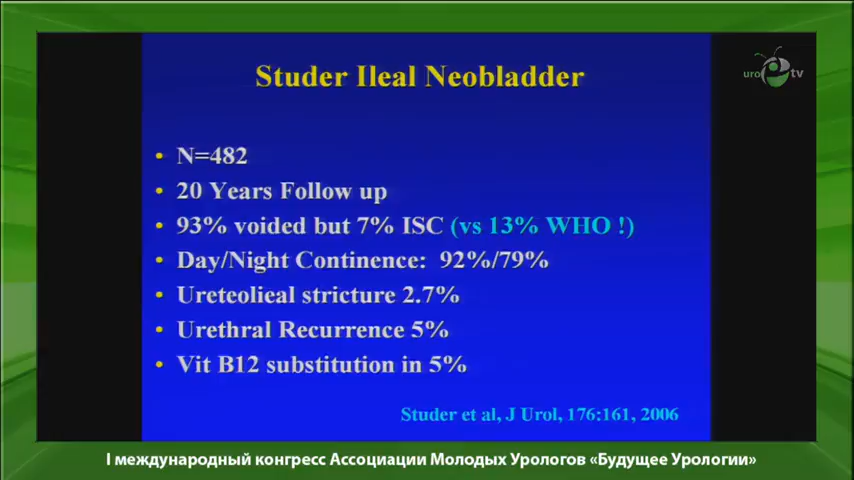 Studer Ileal Neobladder
uro tv
• N=482
• 20 Years Follow up
• 93% voided but 7% ISC (vs 13% WHO !)
• Day/Night Continence: 92%/79%
• Ureteolieal stricture 2.7%
• Urethral Recurrence 5%
• Vit B12 substitution in 5%
Studer et al, J Urol, 176:161, 2006
I международный конгресс Ассоциации Молодых Урологов «Будущее Урологии»